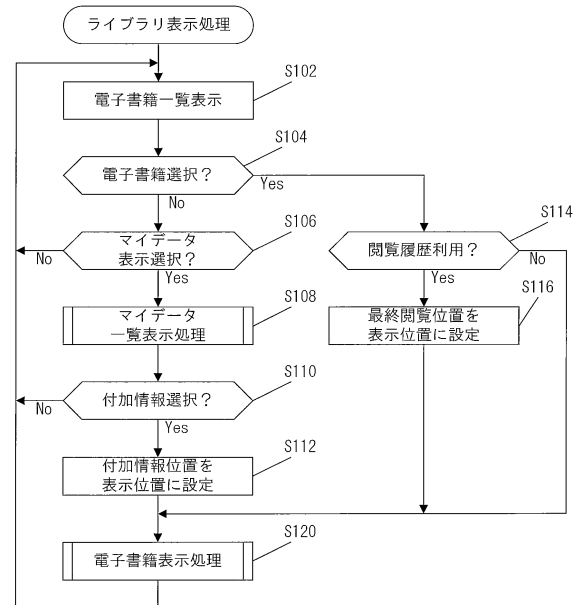 ライブラリ表示処理
S102
電子書籍一覧表示
S104
電子書籍選択?
Yes
No
S106
マイデータ
表示選択?
No
Yes
S114
閲覧履歴利用?
No
Yes
S108
マイデータ
一覧表示処理
S116
最終閲覧位置を
表示位置に設定
S110
付加情報選択?
No
Yes
S112
付加情報位置を
表示位置に設定
S120
電子書籍表示処理